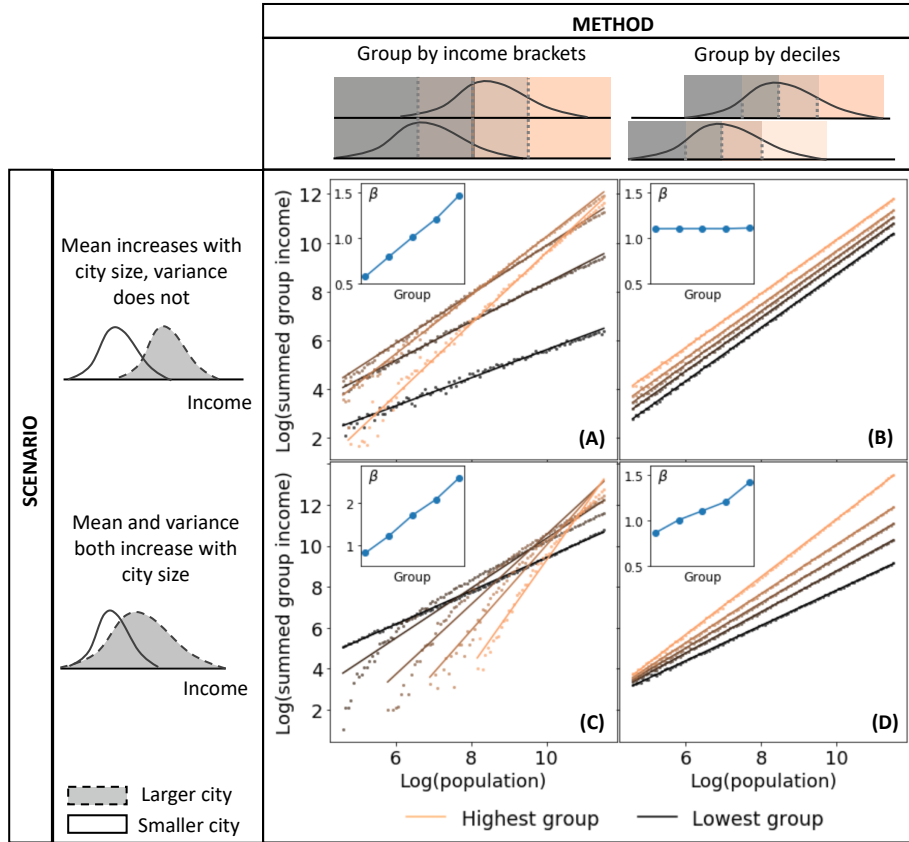 METHOD
Group by income brackets
Group by deciles
SCENARIO
Mean increases with
city size, variance
does not
Income
Mean and variance
both increase with
city size
Income
Larger city
Smaller city
Log(summed group income)
12
10
8
6
4
2
β
1.5
1.0
0.5
Group
(A)
β
1.5
1.0
0.5
Group
(B)
Log(summed group income)
12
10
8
6
4
2
β
2
1
Group
(C)
6
8
10
Log(population)
β
1.5
1.0
0.5
Group
(D)
6
8
10
Log(population)
Highest group
Lowest group